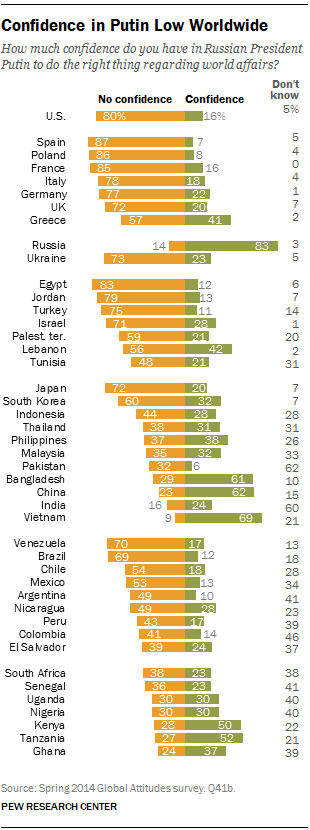 Confidence in Putin Low Worldwide
How much confidence do you have in Russian President
Putin to do the right thing regarding world affairs?
Don't
No confidence Confidence know
U.S. 80% 16% 5%
Spain 87 7 5
Poland 86 8 4
France 85 16 0
Italy 78 18 4
Germany 77 22 1
UK 72 20 7
Greece 57 41 2
Russia 14 83 3
Ukraine 73 23 5
Egypt 83 12 6
Jordan 79 13 7
Turkey 75 11 14
Israel 71 28 1
Palest. ter. 59 21 20
Lebanon 56 42 2
Tunisia 48 21 31
Japan 72 20 7
South Korea 60 32 7
Indonesia 44 28 28
Thailand 38 31 31
Philippines 37 38 26
Malaysia 35 32 33
Pakistan 32 6 62
Bangladesh 29 61 10
China 23 62 15
India 16 24 60
Vietnam 9 69 21
Venezuela 70 17 13
Brazil 69 12 18
Chile 54 18 28
Mexico 53 13 34
Argentina 49 10 41
Nicaragua 49 28 23
Peru 43 17 39
Colombia 41 14 46
El Salvador 39 24 37
South Africa 38 23 38
Senegal 36 23 41
Uganda 30 30 40
Nigeria 30 30 40
Kenya 28 50 22
Tanzania 27 52 21
Ghana 24 37 39
Source: Spring 2014 Global Attitudes survey. Q41b.
PEW RESEARCH CENTER